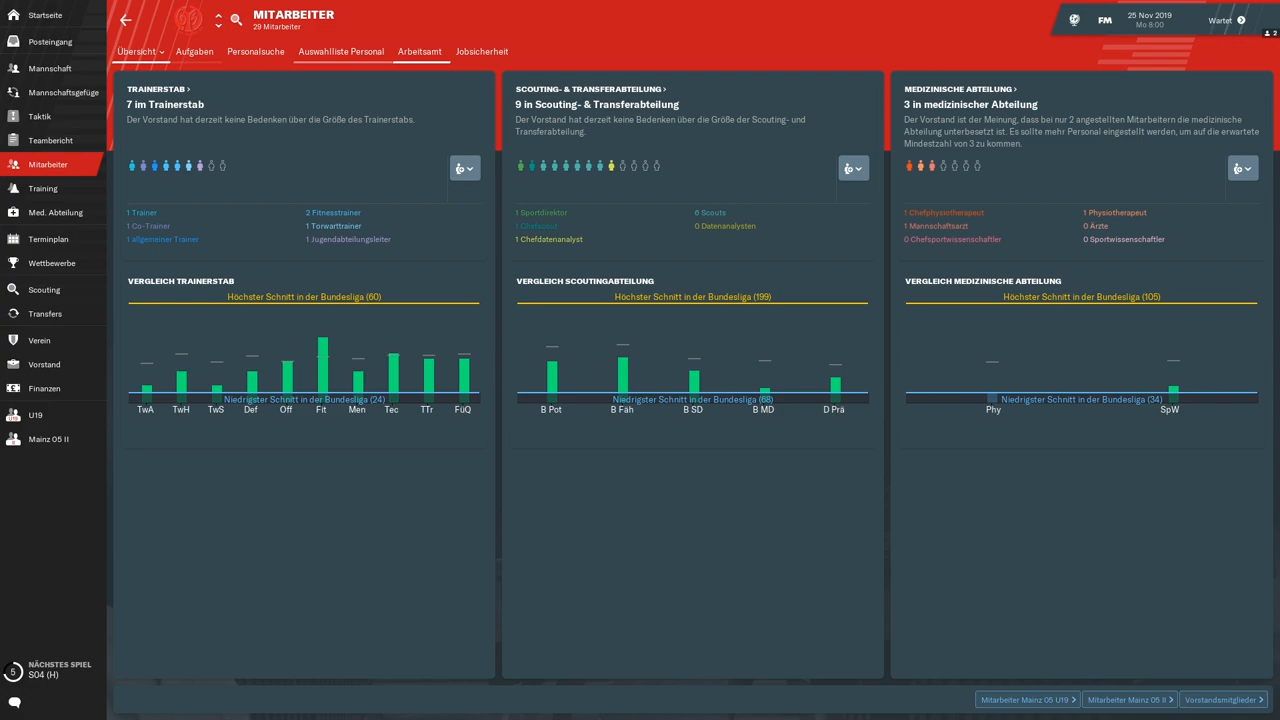 Startseite
Posteingang
Mannschaft
Mannschaftsgefüge
Taktik
Teambericht
Mitarbeiter
Training
Med. Abteilung
Terminplan
Wettbewerbe
Scouting
Transfers
Verein
Vorstand
Finanzen
U19
Mainz 05 II
5
NÄCHSTES SPIEL
S04 (H)
MITARBEITER
29 Mitarbeiter
FM
25 Nov 2019
Mo 8:00
Wartet
2
Übersicht
Aufgaben
Personalsuche
Auswahlliste Personal
Arbeitsamt
Jobsicherheit
TRAINERSTAB
7 im Trainerstab
Der Vorstand hat derzeit keine Bedenken über die Größe des Trainerstabs.
1 Trainer
2 Fitnesstrainer
1 Co-Trainer
1 Torwarttrainer
1 allgemeiner Trainer
1 Jugendabteilungsleiter
VERGLEICH TRAINERSTAB
Höchster Schnitt in der Bundesliga (60)
Niedrigster Schnitt in der Bundesliga (24)
TwA TwH TwS Def Off Fit Men Tec TTr FüQ
SCOUTING- & TRANSFERABTEILUNG
9 in Scouting- & Transferabteilung
Der Vorstand hat derzeit keine Bedenken über die Größe der Scouting- und
Transferabteilung.
1 Sportdirektor
6 Scouts
1 Chefscout
0 Datenanalysten
1 Chefdatenanalyst
VERGLEICH SCOUTINGABTEILUNG
Höchster Schnitt in der Bundesliga (199)
Niedrigster Schnitt in der Bundesliga (68)
B Pot B Fäh B SD B MD D Prä
MEDIZINISCHE ABTEILUNG
3 in medizinischer Abteilung
Der Vorstand ist der Meinung, dass bei nur 2 angestellten Mitarbeitern die medizinische
Abteilung unterbesetzt ist. Es sollte mehr Personal eingestellt werden, um auf die erwartete
Mindestzahl von 3 zu kommen.
1 Chefphysiotherapeut
1 Physiotherapeut
1 Mannschaftsarzt
0 Ärzte
0 Chefsportwissenschaftler
0 Sportwissenschaftler
VERGLEICH MEDIZINISCHE ABTEILUNG
Höchster Schnitt in der Bundesliga (105)
Niedrigster Schnitt in der Bundesliga (34)
Phy SpW
Mitarbeiter Mainz 05 U19
Mitarbeiter Mainz 05 II
Vorstandsmitglieder